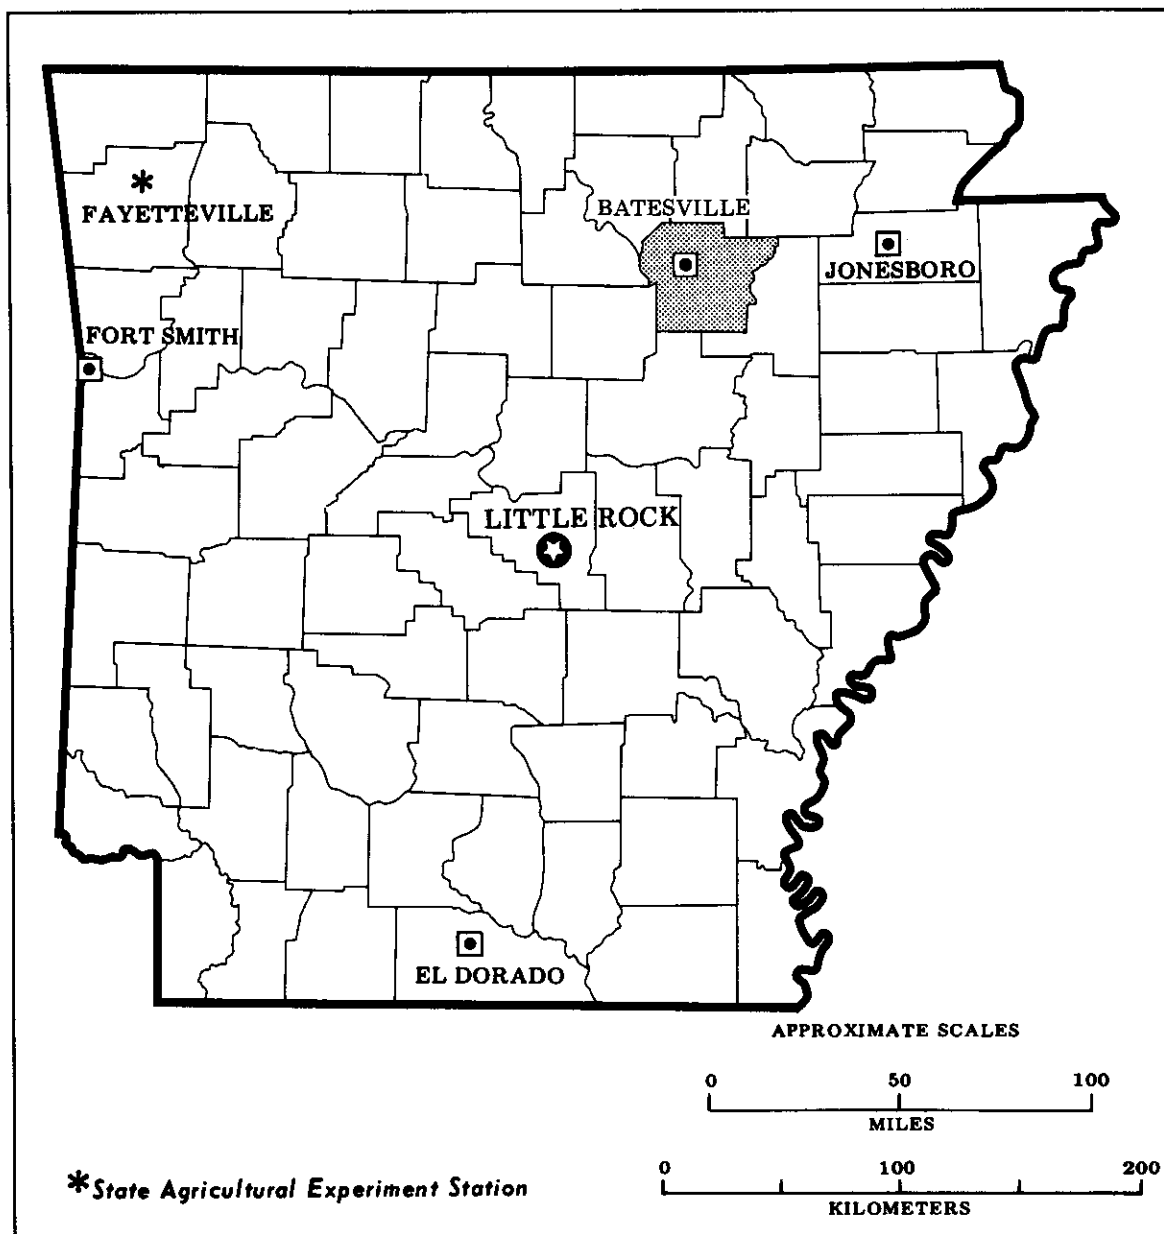 FAYETTEVILLE
BATESVILLE
JONESBORO
FORT SMITH
LITTLE ROCK
EL DORADO
APPROXIMATE SCALES
0 50 100
MILES
0 100 200
KILOMETERS
*State Agricultural Experiment Station